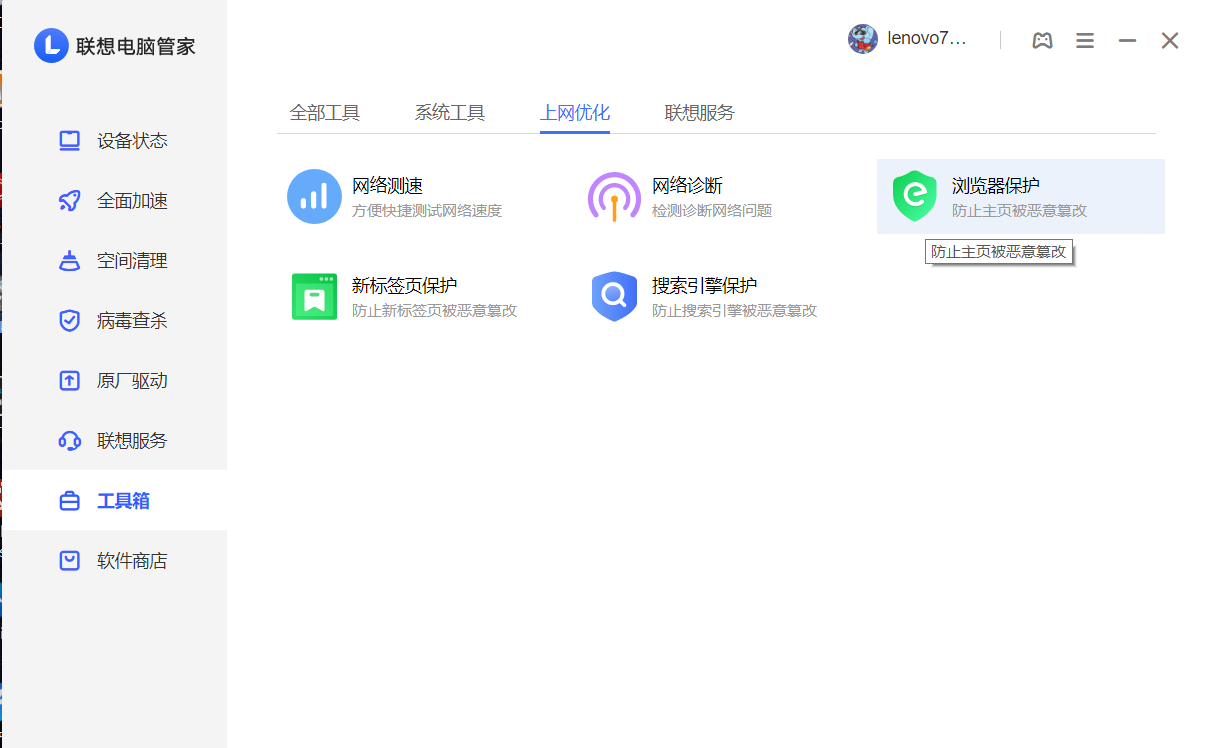 联想电脑管家
lenovo7...
设备状态
全面加速
空间清理
病毒查杀
原厂驱动
联想服务
工具箱
软件商店
全部工具
系统工具
上网优化
联想服务
网络测速
方便快捷测试网络速度
网络诊断
检测诊断网络问题
浏览器保护
防止主页被恶意篡改
防止主页被恶意篡改
新标签页保护
防止新标签页被恶意篡改
搜索引擎保护
防止搜索引擎被恶意篡改